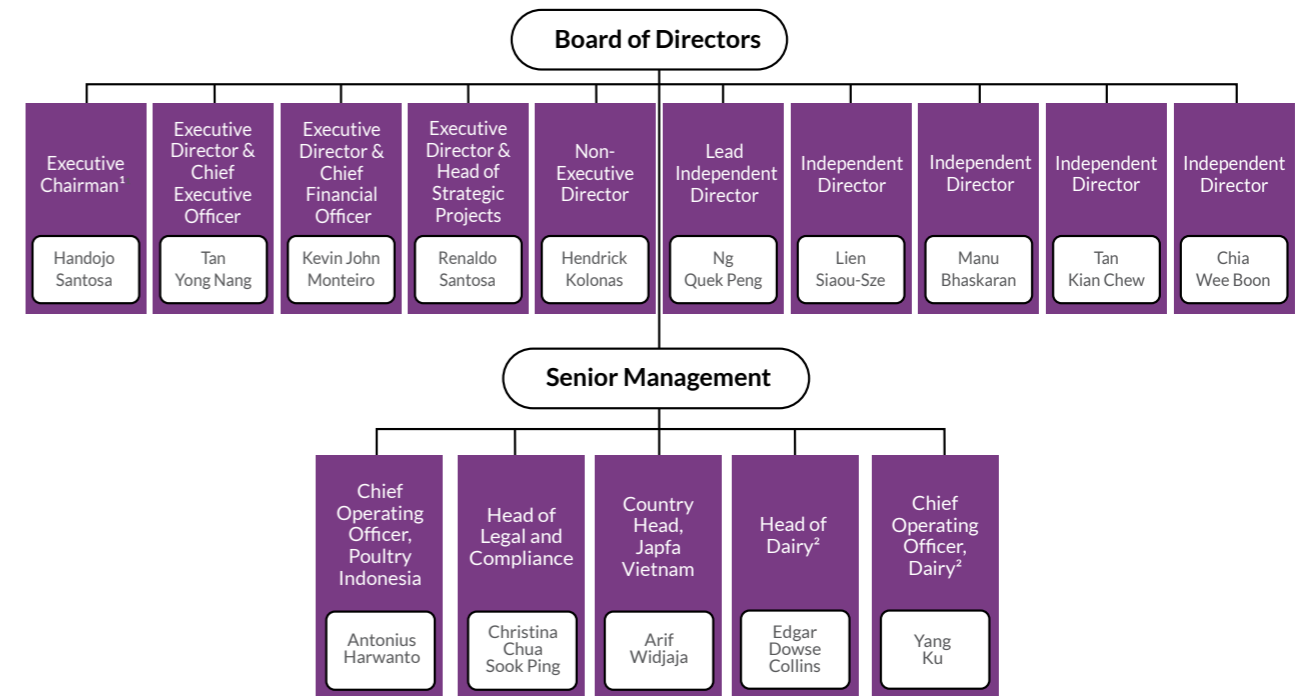 Board of Directors
Executive
Chairman¹
Handojo
Santosa
Executive
Director &
Chief
Executive
Officer
Tan
Yong Nang
Executive
Director &
Chief
Financial
Officer
Kevin John
Monteiro
Executive
Director &
Head of
Strategic
Projects
Renaldo
Santosa
Non-
Executive
Director
Hendrick
Kolonas
Lead
Independent
Director
Ng
Quek Peng
Independent
Director
Lien
Siaou-Sze
Independent
Director
Manu
Bhaskaran
Independent
Director
Tan
Kian Chew
Independent
Director
Chia
Wee Boon
Senior Management
Chief
Operating
Officer,
Poultry
Indonesia
Antonius
Harwanto
Head of
Legal and
Compliance
Christina
Chua
Sook Ping
Country
Head,
Japfa
Vietnam
Arif
Widjaja
Head of
Dairy²
Edgar
Dowse
Collins
Chief
Operating
Officer,
Dairy²
Yang
Ku